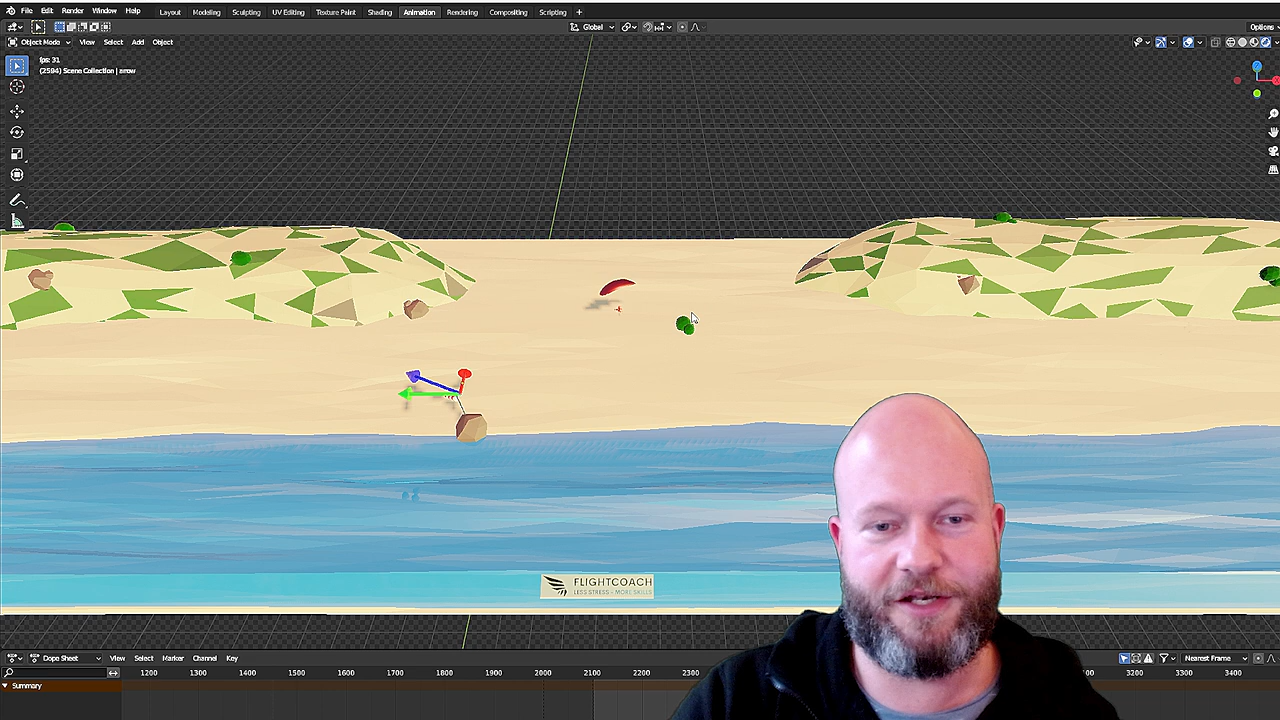 File Edit Render Window Help Layout Modeling Sculpting UV Editing Texture Paint Shading Animation Rendering Compositing Scripting +
Global Options
Object Mode View Select Add Object
fps: 31
(2594) Scene Collection | arrow
FLIGHTCOACH
LESS STRESS - MORE SKILLS
Dope Sheet View Select Marker Channel Key Nearest Frame
1200 1300 1400 1500 1600 1700 1800 1900 2000 2100 2200 2300 3200 3300 3400
Summary